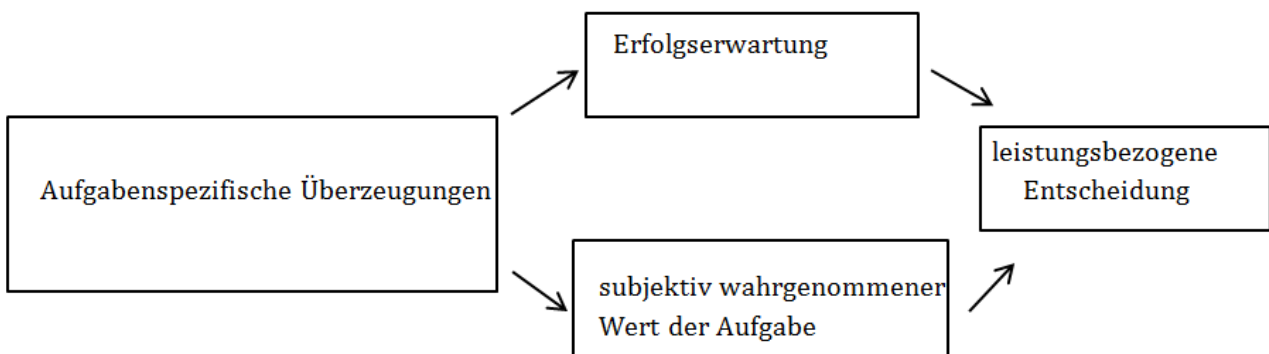 Erfolgserwartung
leistungsbezogene
Entscheidung
Aufgabenspezifische Überzeugungen
subjektiv wahrgenommener
Wert der Aufgabe